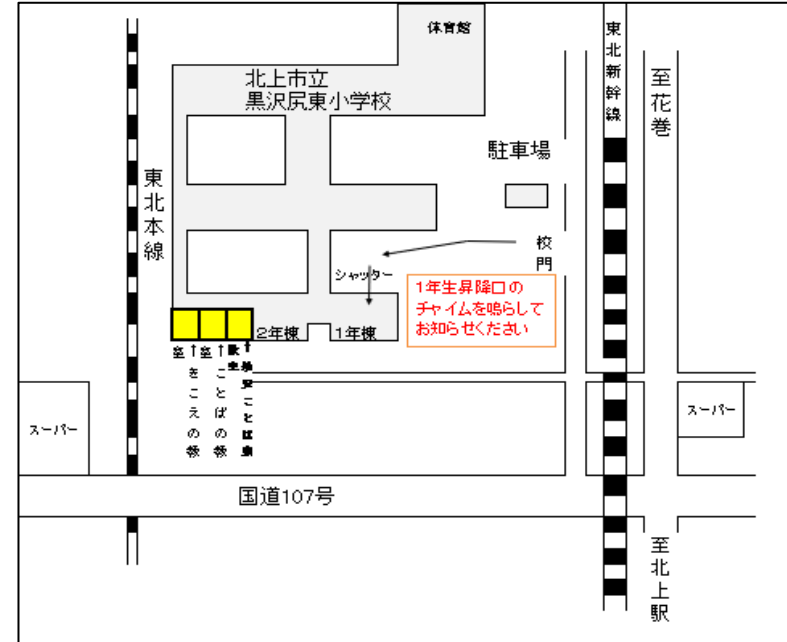 体育館
東北新幹線
至花巻
北上市立
黒沢尻東小学校
駐車場
東北本線
校門
シャッター
1年生昇降口の
チャイムを鳴らして
お知らせください
2年棟
1年棟
↑きこえの教室
↑ことばの教室
スーパー
スーパー
国道107号
至北上駅